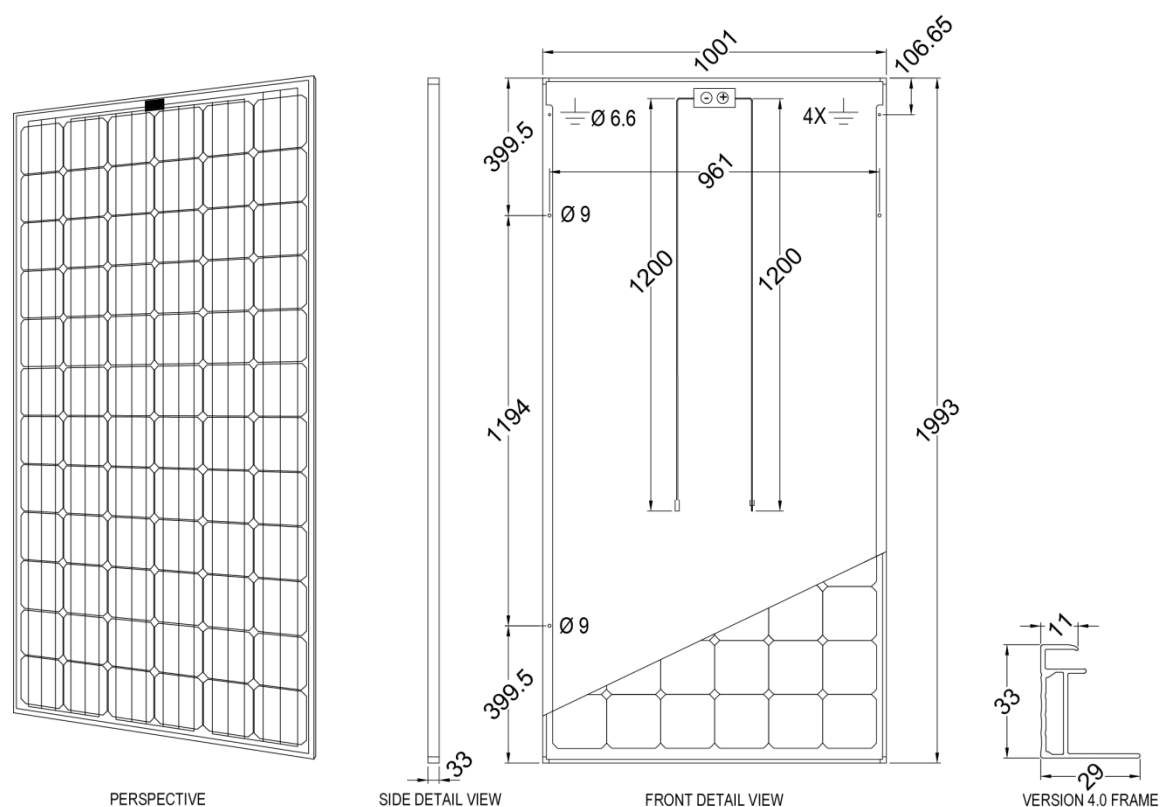 1001
106.65
Ø 6.6
4X
399.5
961
Ø 9
1200
1200
1194
1993
Ø 9
399.5
11
33
29
33
PERSPECTIVE
SIDE DETAIL VIEW
FRONT DETAIL VIEW
VERSION 4.0 FRAME